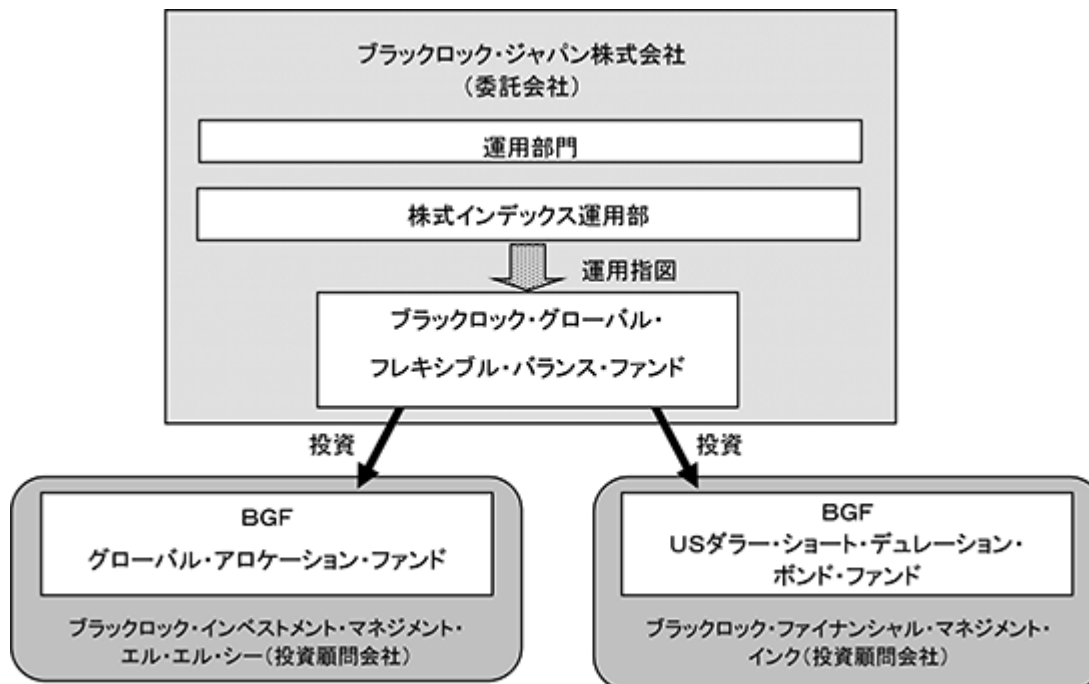 ブラックロック・ジャパン株式会社
（委託会社）
運用部門
株式インデックス運用部
運用指図
ブラックロック・グローバル・
フレキシブル・バランス・ファンド
投資
投資
BGF
グローバル・アロケーション・ファンド
ブラックロック・インベストメント・マネジメント・
エル・エル・シー（投資顧問会社）
BGF
USダラー・ショート・デュレーション・
ボンド・ファンド
ブラックロック・ファイナンシャル・マネジメント・
インク（投資顧問会社）